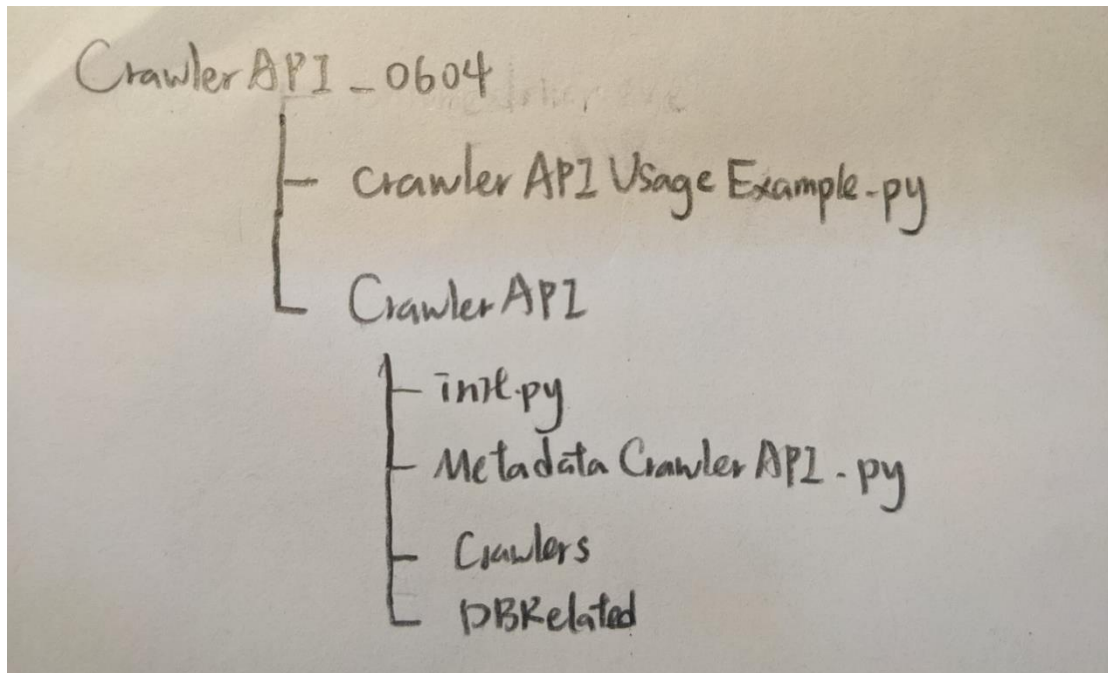 CrawlerAPI_0604
crawlerAPIUsageExample.py
CrawlerAPI
init.py
MetadataCrawlerAPI.py
Crawlers
DBRelated